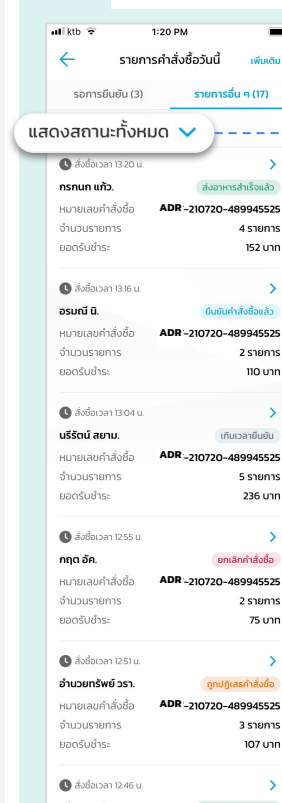 ktb 1:20 PM
รายการคำสั่งซื้อวันนี้ เพิ่มเติม
รอการยืนยัน (3) รายการอื่น ๆ (17)
แสดงสถานะทั้งหมด
สั่งซื้อเวลา 13:20 น.
กรกนก แก้ว. ส่งอาหารสำเร็จแล้ว
หมายเลขคำสั่งซื้อ ADR-210720-489945525
จำนวนรายการ 4 รายการ
ยอดรับชำระ 152 บาท
สั่งซื้อเวลา 13:16 น.
อรมณี นิ. ยืนยันคำสั่งซื้อแล้ว
หมายเลขคำสั่งซื้อ ADR-210720-489945525
จำนวนรายการ 2 รายการ
ยอดรับชำระ 110 บาท
สั่งซื้อเวลา 13:04 น.
นรีรัตน์ สยาม. เกินเวลายืนยัน
หมายเลขคำสั่งซื้อ ADR-210720-489945525
จำนวนรายการ 5 รายการ
ยอดรับชำระ 236 บาท
สั่งซื้อเวลา 12:55 น.
กฤต อัค. ยกเลิกคำสั่งซื้อ
หมายเลขคำสั่งซื้อ ADR-210720-489945525
จำนวนรายการ 2 รายการ
ยอดรับชำระ 75 บาท
สั่งซื้อเวลา 12:51 น.
อำนวยทรัพย์ วรา. ถูกปฏิเสธคำสั่งซื้อ
หมายเลขคำสั่งซื้อ ADR-210720-489945525
จำนวนรายการ 3 รายการ
ยอดรับชำระ 107 บาท
สั่งซื้อเวลา 12:46 น.